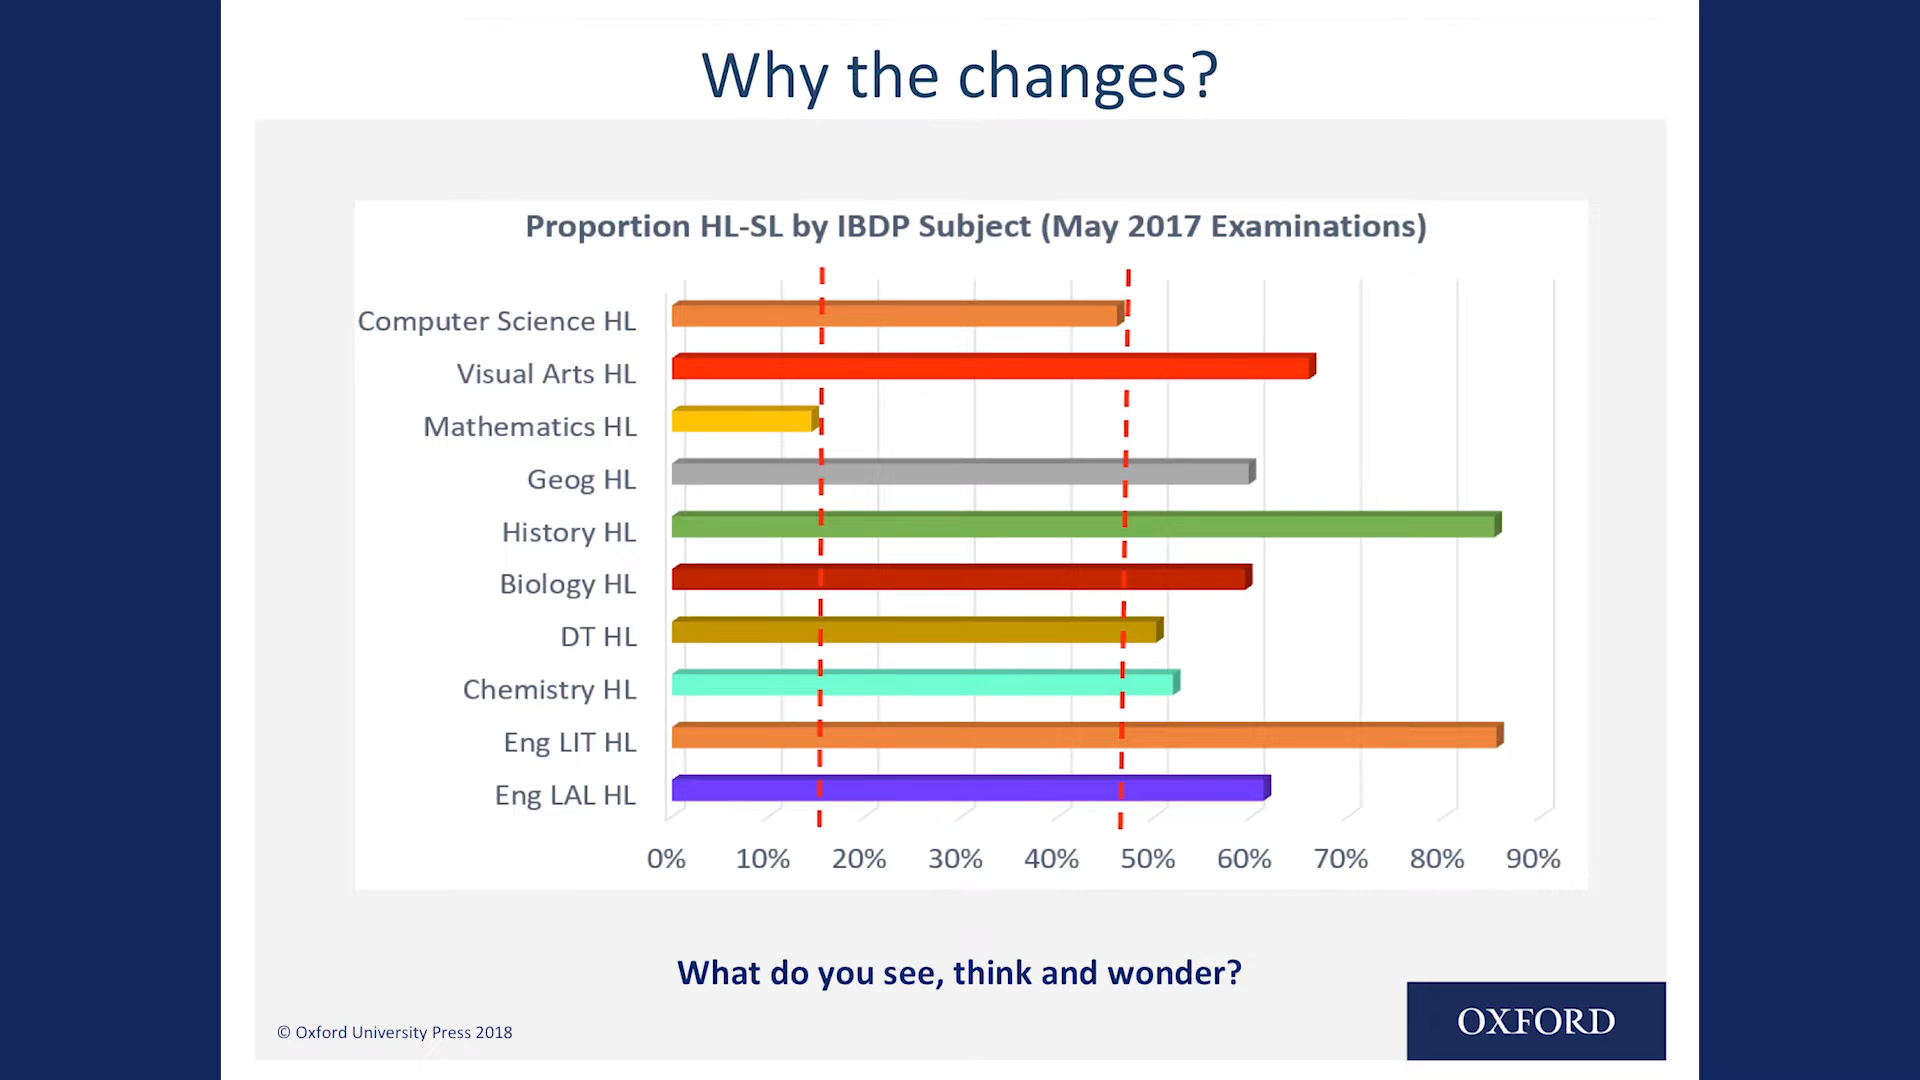 Why the changes?
Proportion HL-SL by IBDP Subject (May 2017 Examinations)
Computer Science HL
Visual Arts HL
Mathematics HL
Geog HL
History HL
Biology HL
DT HL
Chemistry HL
Eng LIT HL
Eng LAL HL
0% 10% 20% 30% 40% 50% 60% 70% 80% 90%
What do you see, think and wonder?
© Oxford University Press 2018
OXFORD